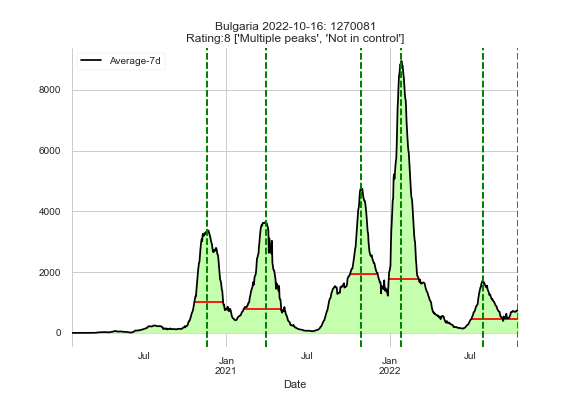 Bulgaria 2022-10-16: 1270081
Rating:8 ['Multiple peaks', 'Not in control']
Average-7d
8000
6000
4000
2000
0
Jul
Jan
2021
Jul
Jan
2022
Jul
Date